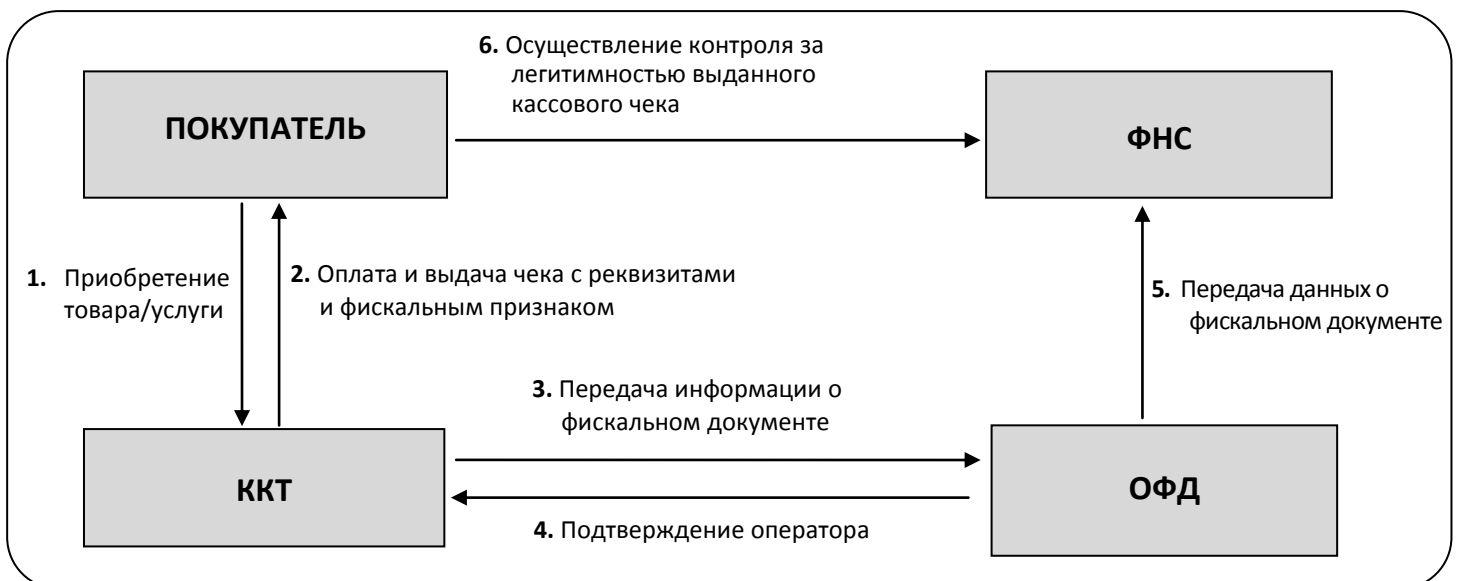 6. Осуществление контроля за
легитимностью выданного
кассового чека
ПОКУПАТЕЛЬ
ФНС
1. Приобретение
товара/услуги
2. Оплата и выдача чека с реквизитами
и фискальным признаком
5. Передача данных о
фискальном документе
3. Передача информации о
фискальном документе
ККТ
ОФД
4. Подтверждение оператора